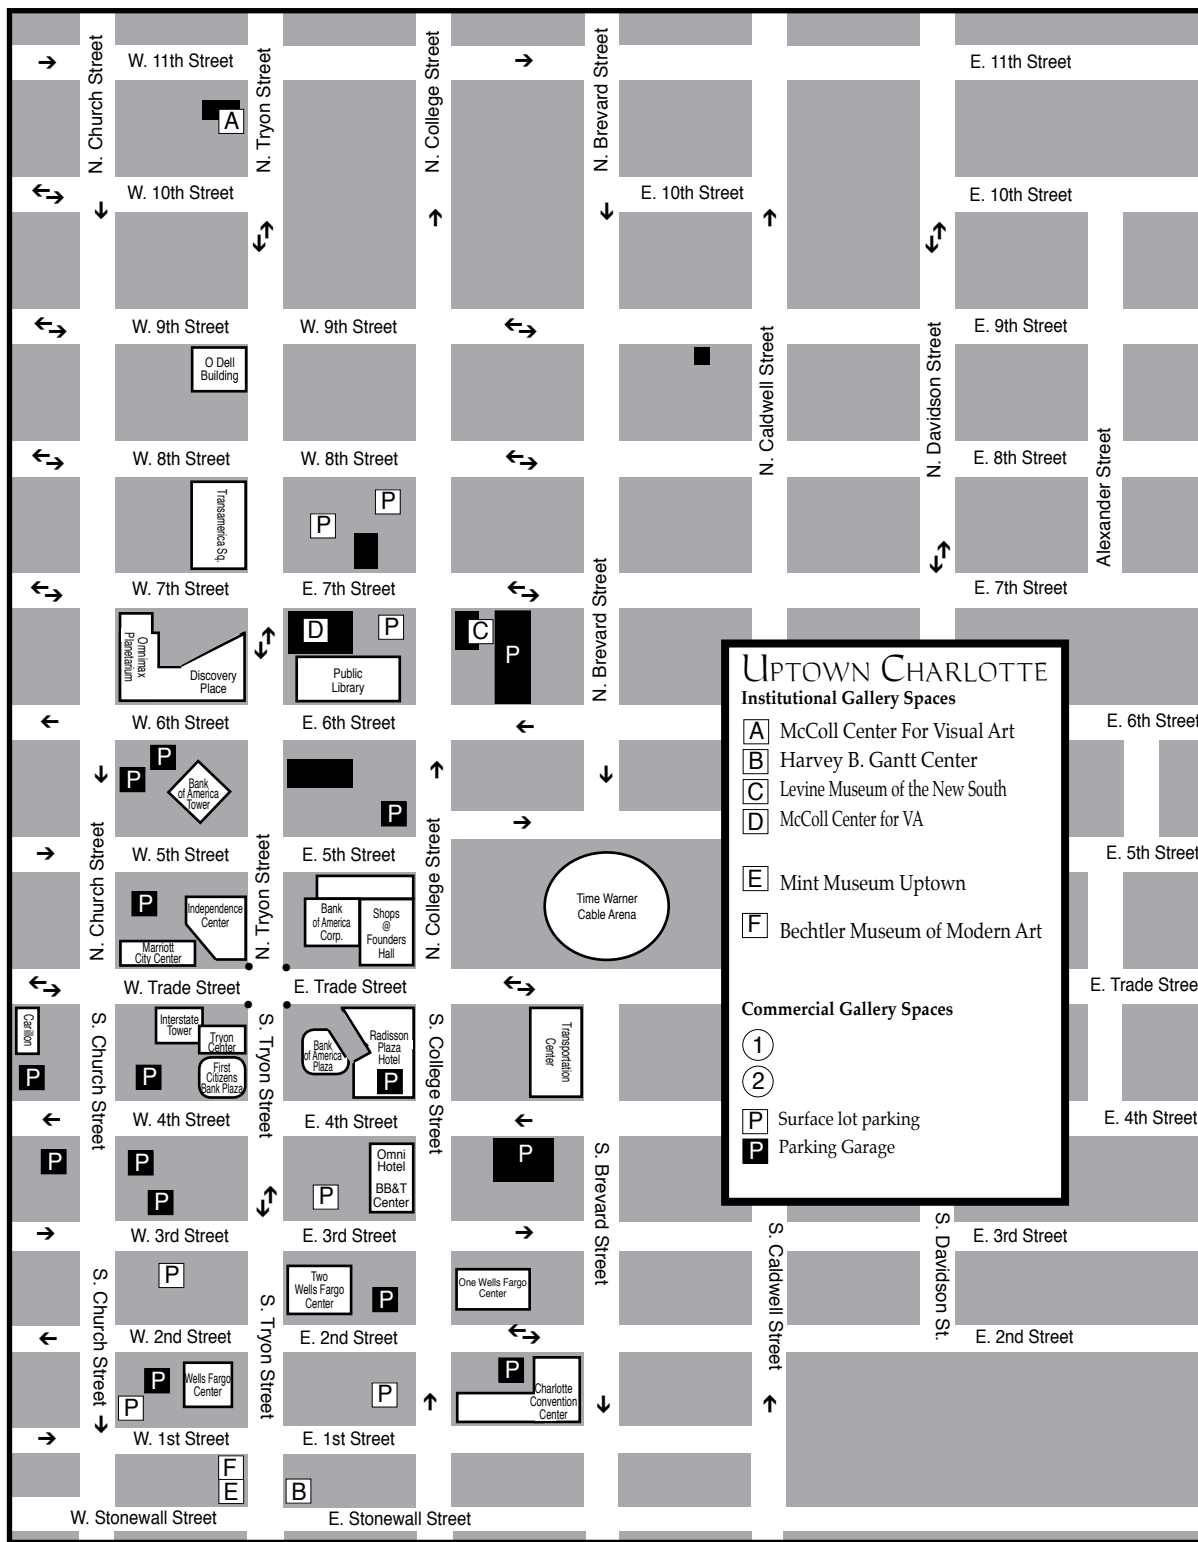 N. Church Street
N. Tryon Street
N. College Street
N. Brevard Street
W. 11th Street
E. 11th Street
A
W. 10th Street
E. 10th Street
E. 10th Street
W. 9th Street
W. 9th Street
E. 9th Street
N. Caldwell Street
N. Davidson Street
O Dell
Building
W. 8th Street
W. 8th Street
E. 8th Street
Alexander Street
Transamerica Sq.
P
P
W. 7th Street
E. 7th Street
E. 7th Street
N. Brevard Street
Omnimax
Planetarium
Discovery
Place
D
P
Public
Library
C
P
W. 6th Street
E. 6th Street
E. 6th Street
P
P
Bank
of America
Tower
P
N. Church Street
N. Tryon Street
N. College Street
W. 5th Street
E. 5th Street
E. 5th Street
P
Independence
Center
Marriott
City Center
Bank
of America
Corp.
Shops
@
Founders
Hall
Time Warner
Cable Arena
W. Trade Street
E. Trade Street
E. Trade Stree
Carillon
P
S. Church Street
Interstate
Tower
Tryon
Center
P
First
Citizens
Bank Plaza
S. Tryon Street
Bank
of America
Plaza
Radisson
Plaza
Hotel
P
S. College Street
Transportation
Center
W. 4th Street
E. 4th Street
E. 4th Street
P
P
P
P
Omni
Hotel
BB&T
Center
P
S. Brevard Street
W. 3rd Street
E. 3rd Street
E. 3rd Street
S. Church Street
P
S. Tryon Street
Two
Wells Fargo
Center
P
One Wells Fargo
Center
S. Caldwell Street
S. Davidson St.
W. 2nd Street
E. 2nd Street
E. 2nd Street
P
P
Wells Fargo
Center
P
P
Charlotte
Convention
Center
W. 1st Street
E. 1st Street
F
E
B
W. Stonewall Street
E. Stonewall Street
UPTOWN CHARLOTTE
Institutional Gallery Spaces
A McColl Center For Visual Art
B Harvey B. Gantt Center
C Levine Museum of the New South
D McColl Center for VA
E Mint Museum Uptown
F Bechtler Museum of Modern Art
Commercial Gallery Spaces
1
2
P Surface lot parking
P Parking Garage